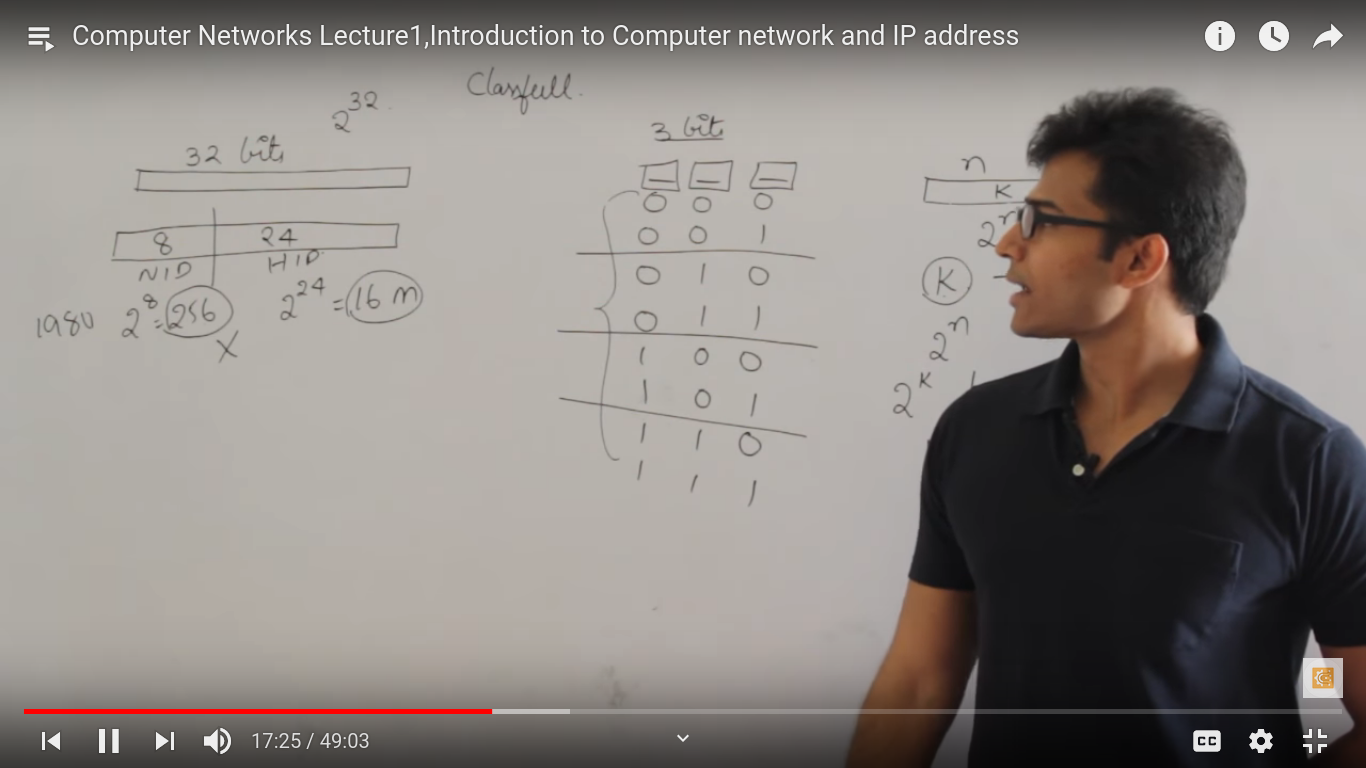 Computer Networks Lecture1,Introduction to Computer network and IP address
Classfull.
2^32.
32 bits
8 24
NID HID
1980 2^8=256 2^24=16 m
X
3 bits
0 0 0
0 0 1
0 1 0
0 1 1
1 0 0
1 0 1
1 1 0
1 1 1
n
K
2^n
K
2^n
2^K
17:25 / 49:03
CC